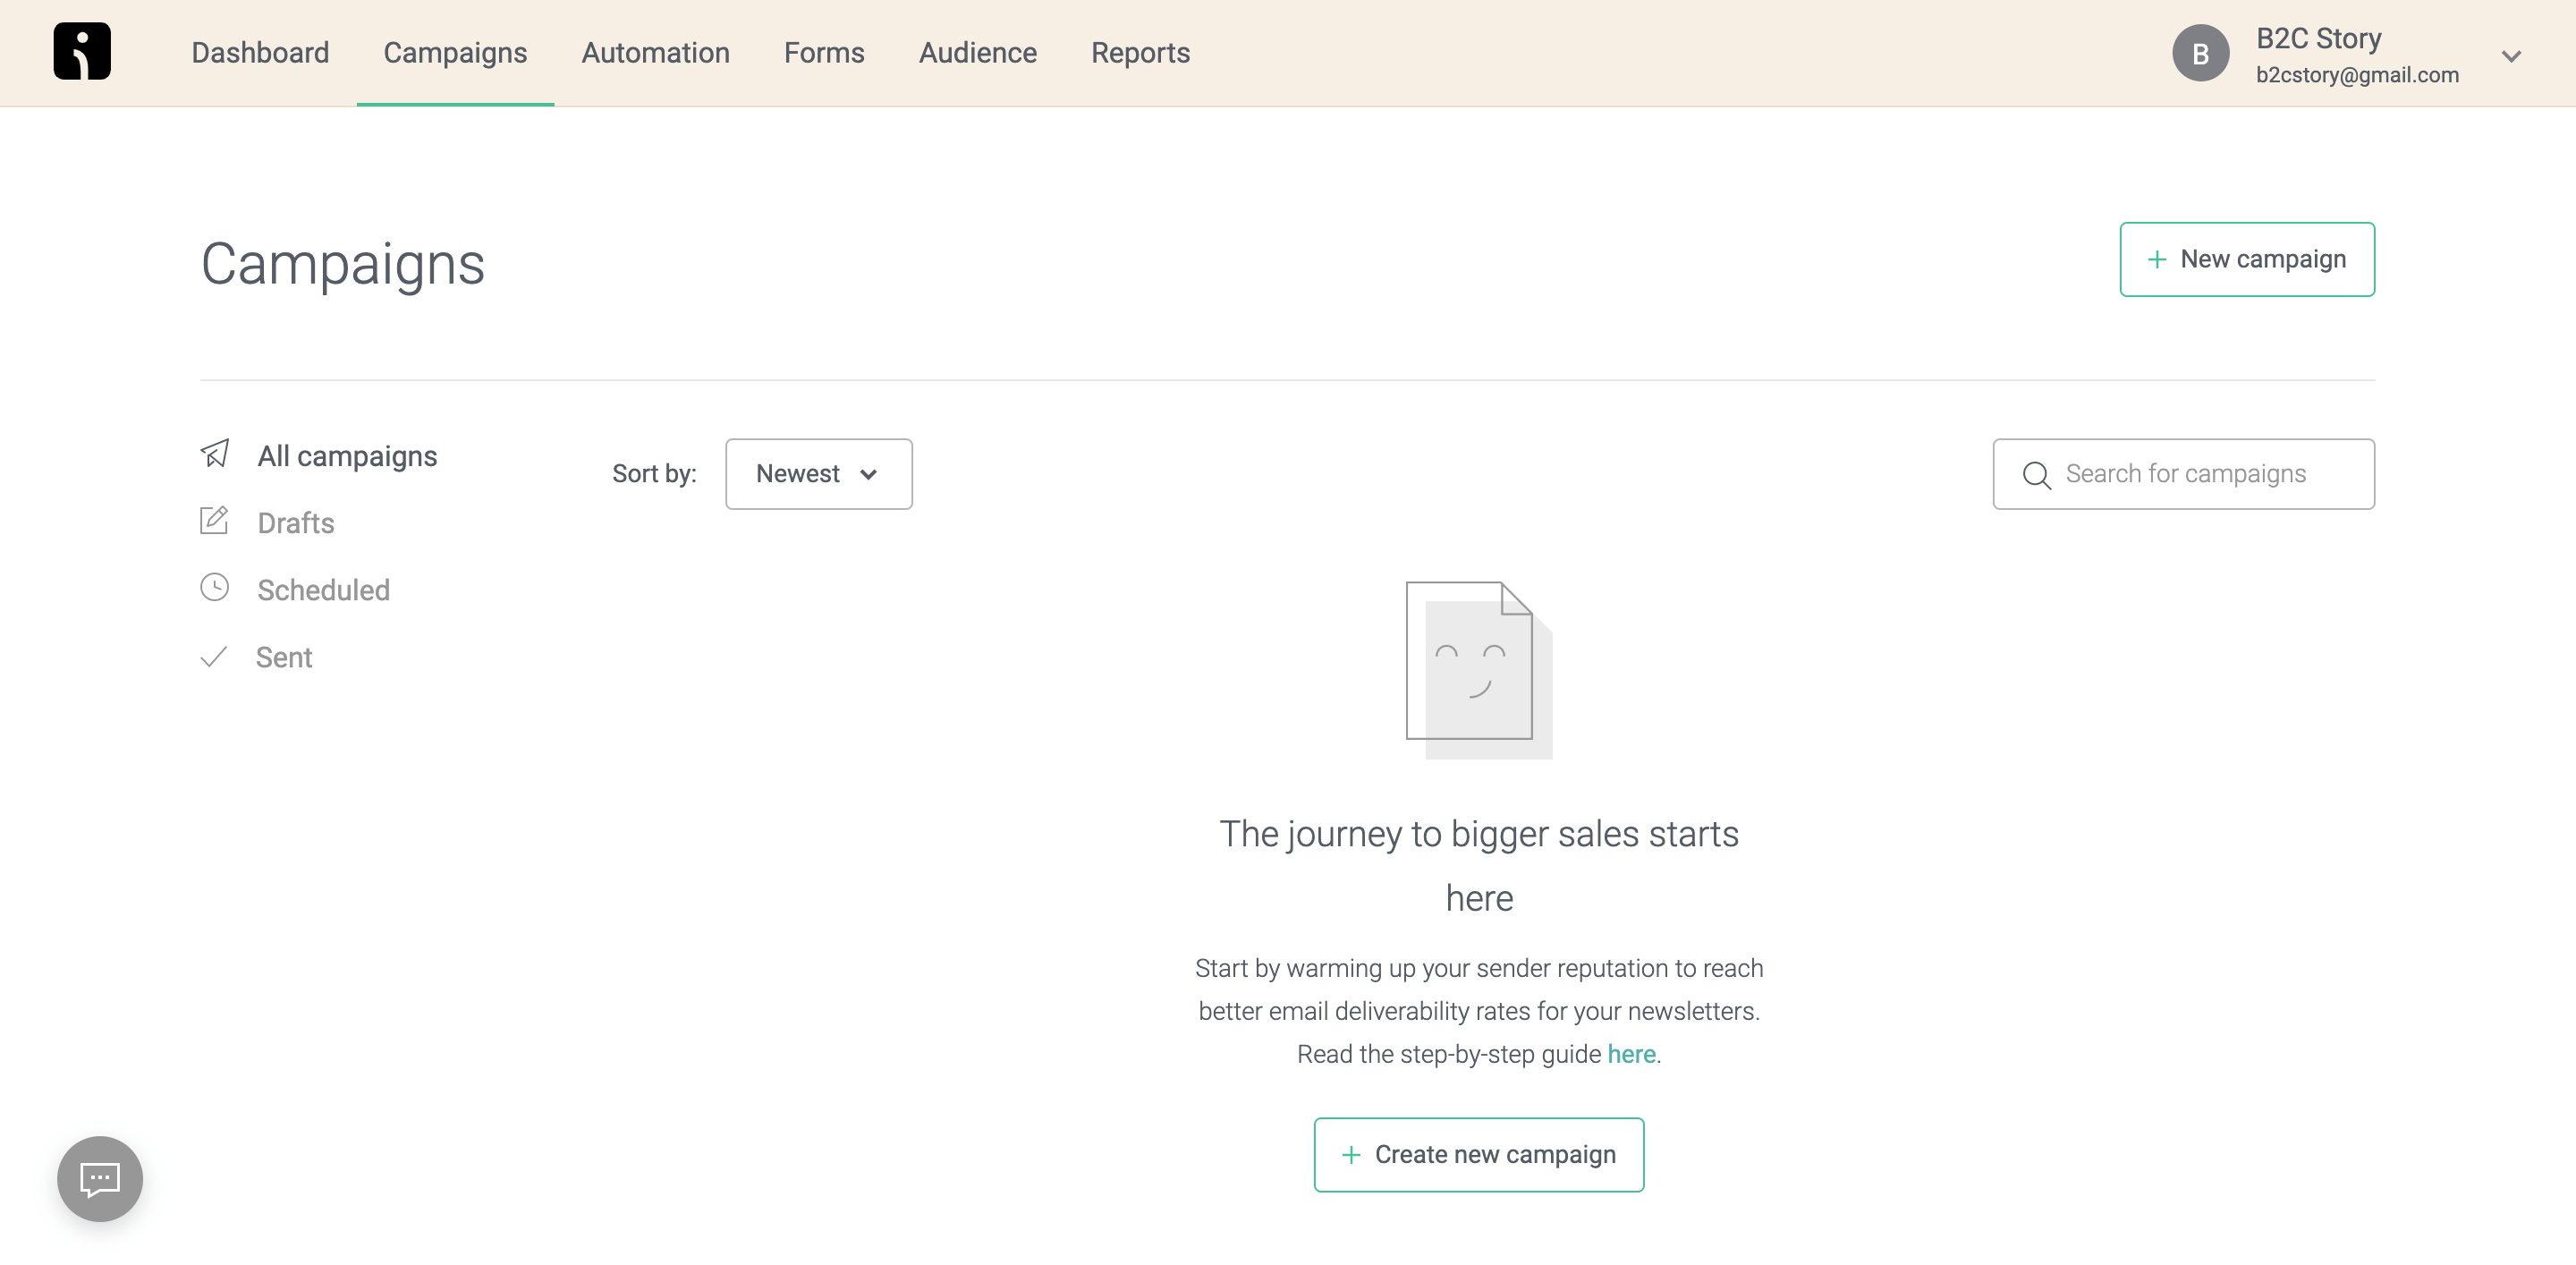 Dashboard
Campaigns
Automation
Forms
Audience
Reports
B
B2C Story
b2cstory@gmail.com
Campaigns
+ New campaign
All campaigns
Drafts
Scheduled
Sent
Sort by:
Newest
Search for campaigns
The journey to bigger sales starts
here
Start by warming up your sender reputation to reach
better email deliverability rates for your newsletters.
Read the step-by-step guide here.
+ Create new campaign